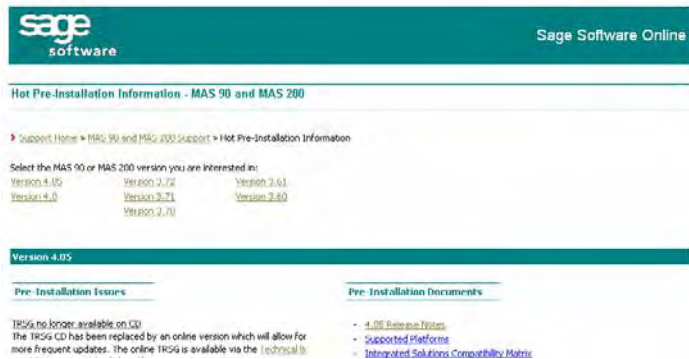 sage
software
Sage Software Online
Hot Pre-Installation Information - MAS 90 and MAS 200
Support Home > MAS 90 and MAS 200 Support > Hot Pre-Installation Information
Select the MAS 90 or MAS 200 version you are interested in:
Version 4.05 Version 3.72 Version 3.61
Version 4.0 Version 3.71 Version 3.60
Version 3.70
Version 4.05
Pre-Installation Issues
Pre-Installation Documents
TRSG no longer available on CD
The TRSG CD has been replaced by an online version which will allow for
more frequent updates. The online TRSG is available via the Technical
- 4.05 Release Notes
- Supported Platforms
- Integrated Solutions Compatibility Matrix